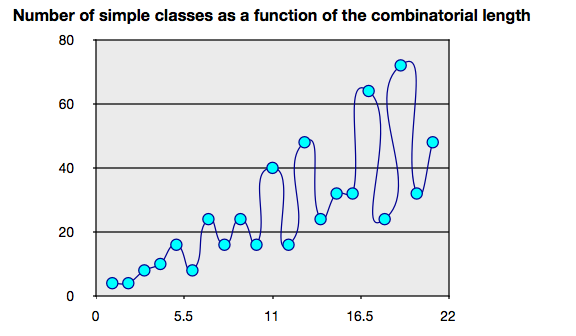 Number of simple classes as a function of the combinatorial length
80
60
40
20
0
0 5.5 11 16.5 22